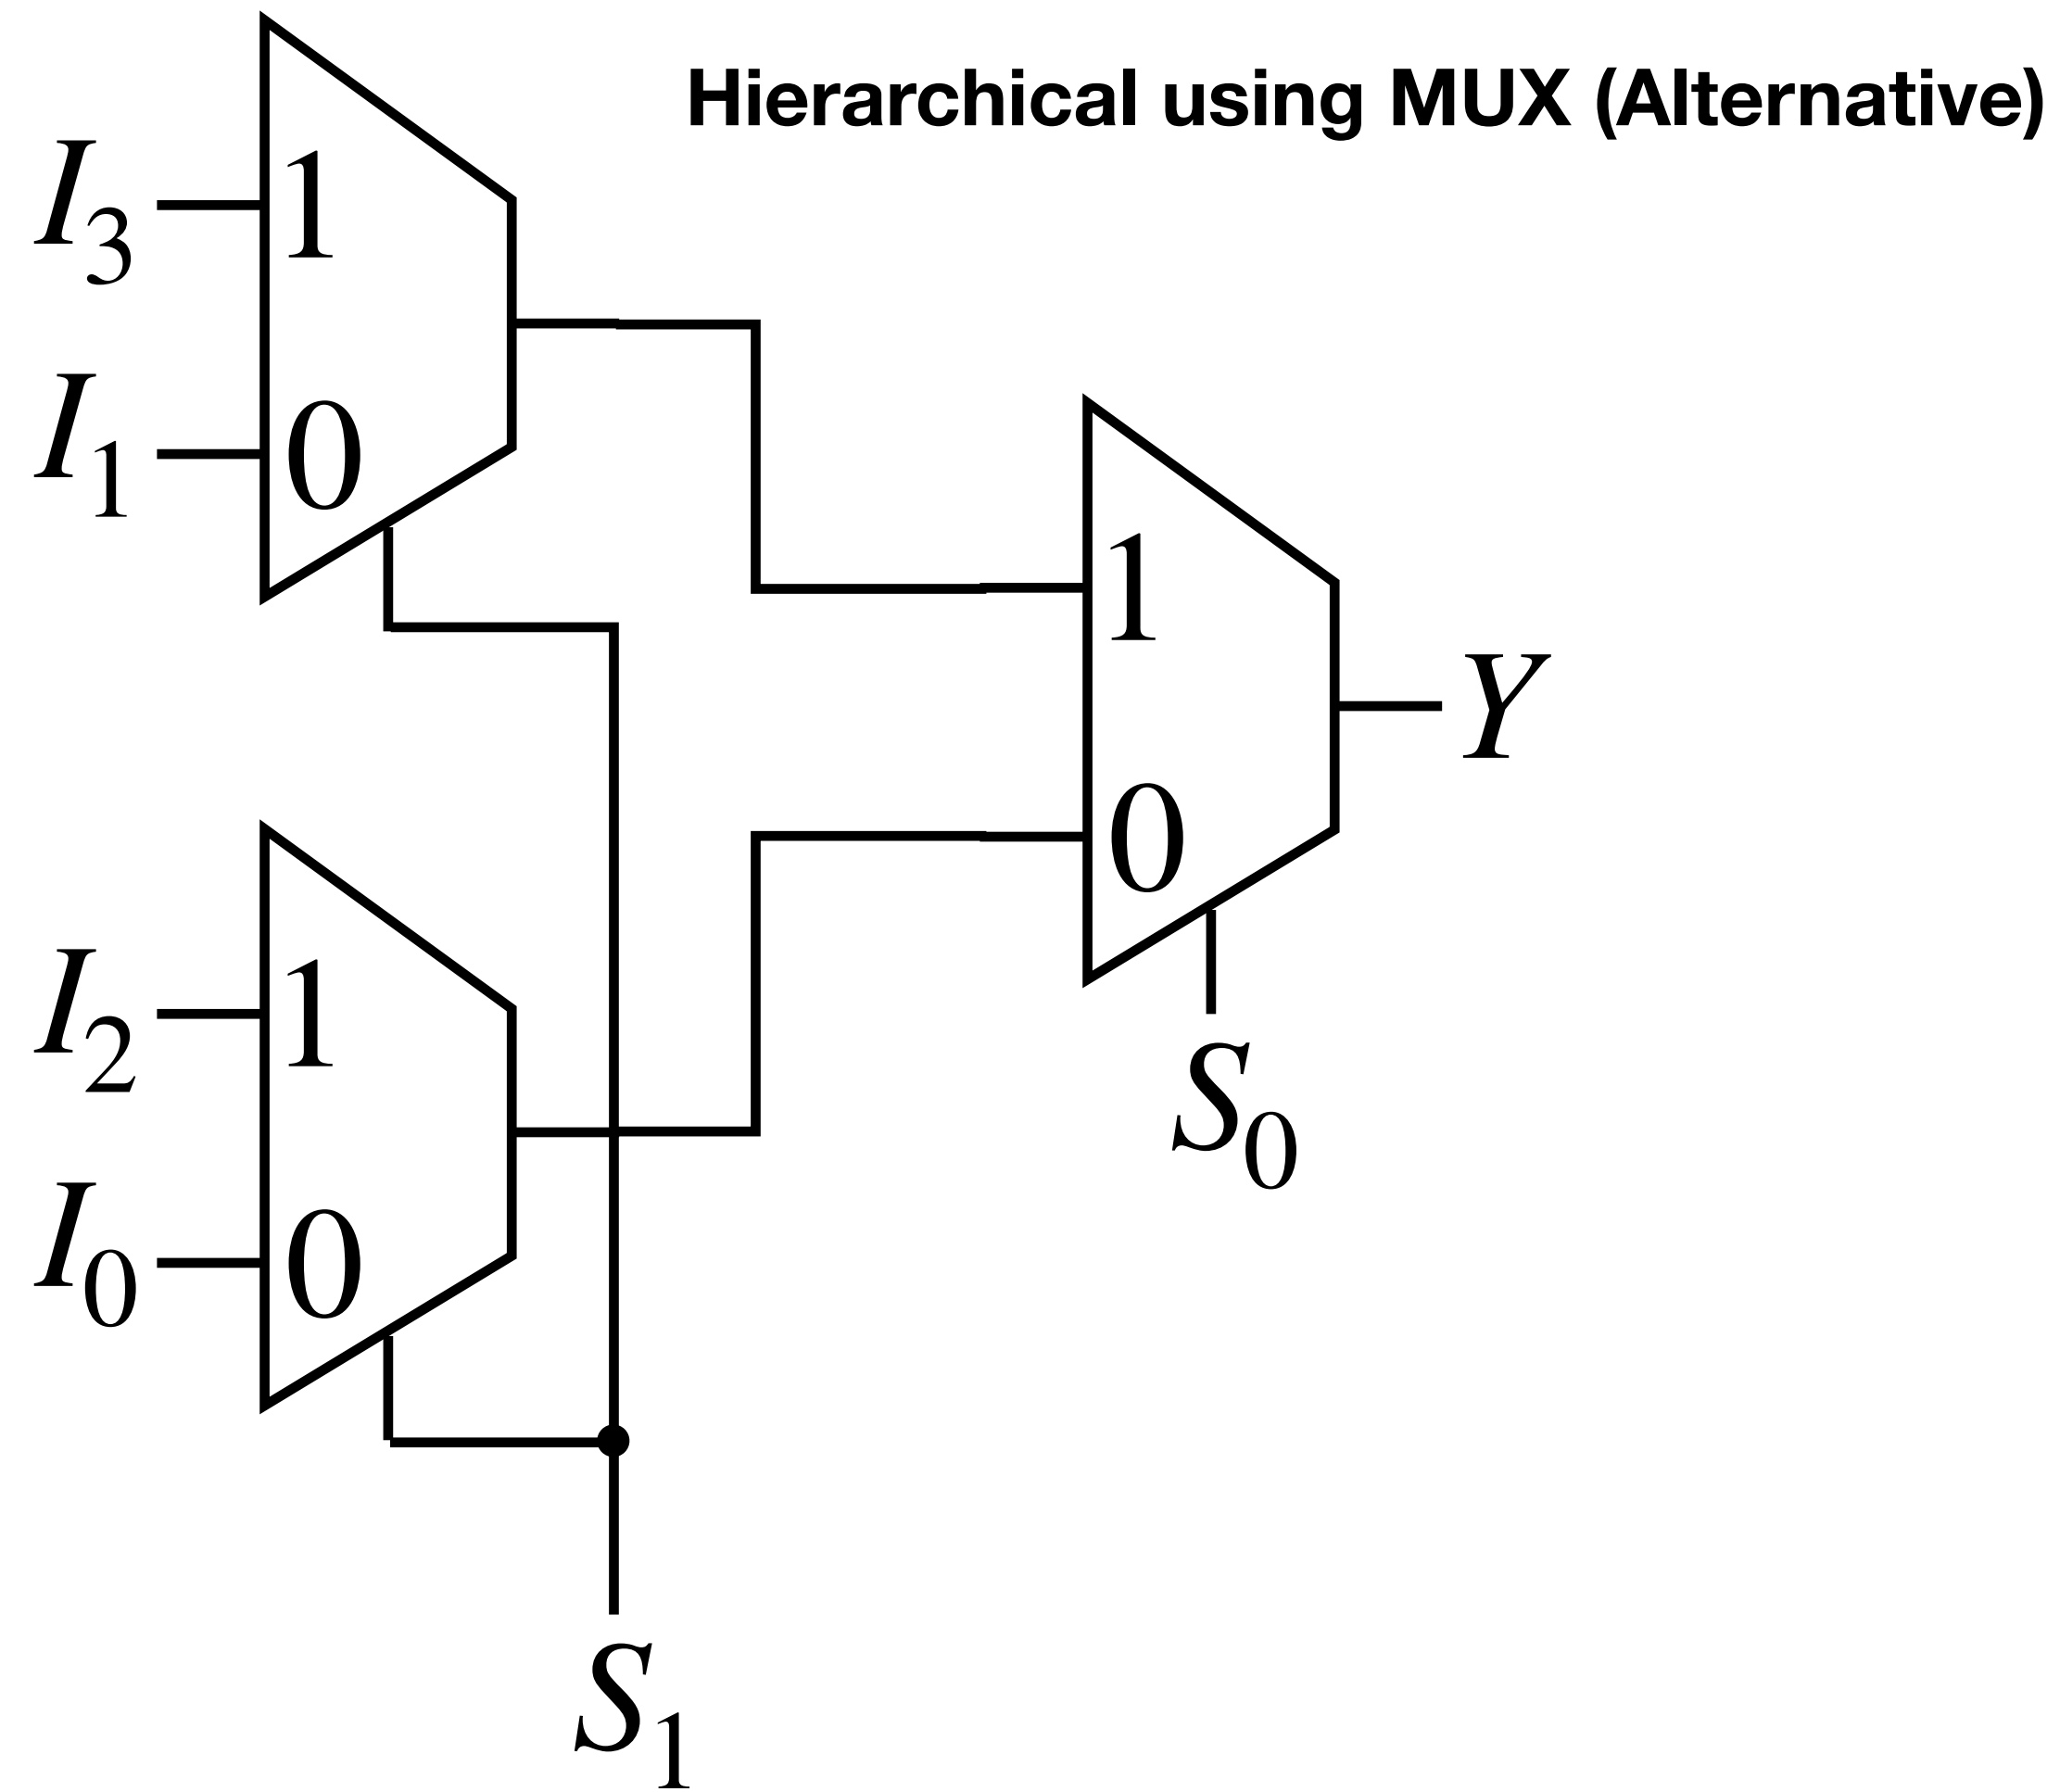 Hierarchical using MUX (Alternative)
I3
1
I1
0
1
Y
0
I2
1
S0
I0
0
S1